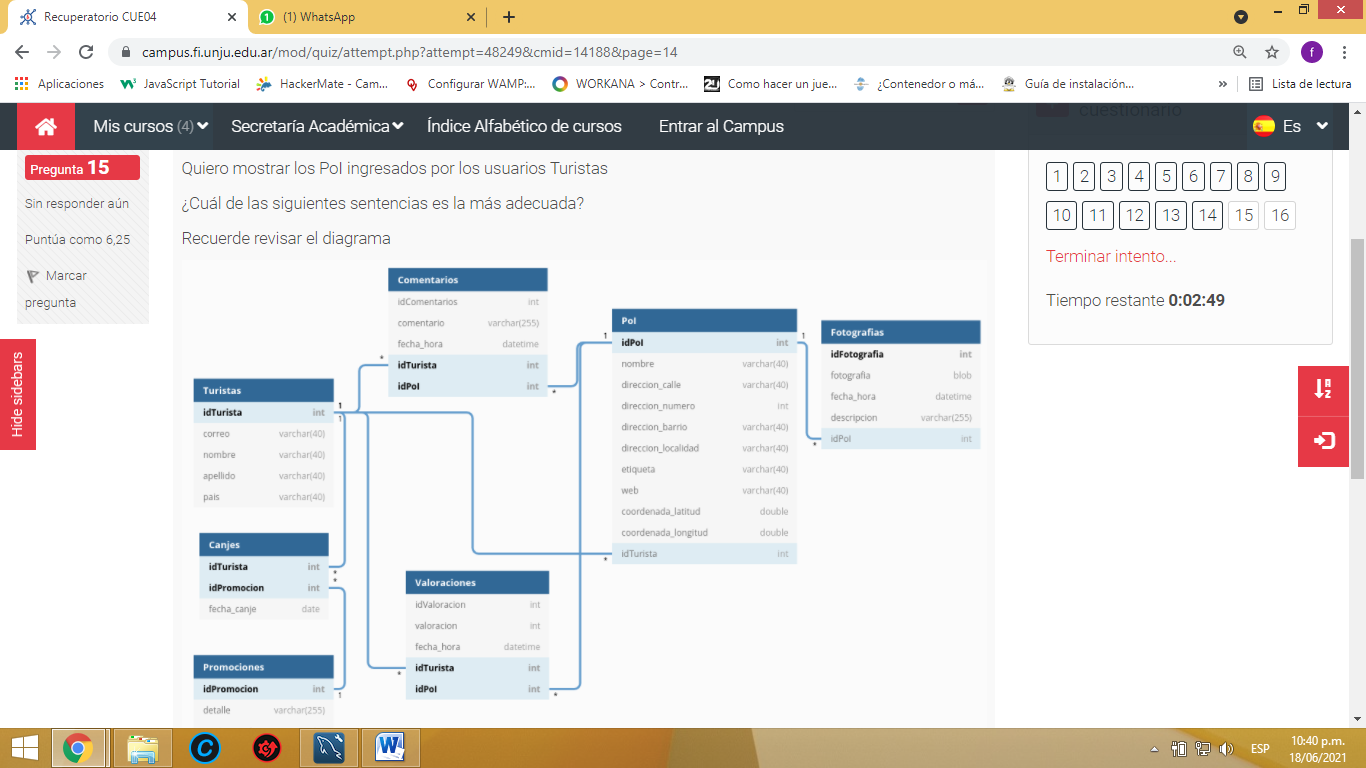 Recuperatorio CUE04
(1) WhatsApp
campus.fi.unju.edu.ar/mod/quiz/attempt.php?attempt=48249&cmid=14188&page=14
f
Aplicaciones
JavaScript Tutorial
HackerMate - Cam...
Configurar WAMP:...
WORKANA > Contr...
Como hacer un jue...
¿Contenedor o má...
Guía de instalación...
»
Lista de lectura
Mis cursos (4)
Secretaría Académica
Índice Alfabético de cursos
Entrar al Campus
Es
cuestionario
Pregunta 15
Sin responder aún
Puntúa como 6,25
Marcar
pregunta
Hide sidebars
Quiero mostrar los PoI ingresados por los usuarios Turistas
¿Cuál de las siguientes sentencias es la más adecuada?
Recuerde revisar el diagrama
Comentarios
idComentarios int
comentario varchar(255)
fecha_hora datetime
idTurista int
idPoI int
Turistas
idTurista int
correo varchar(40)
nombre varchar(40)
apellido varchar(40)
pais varchar(40)
Canjes
idTurista int
idPromocion int
fecha_canje date
Promociones
idPromocion int
detalle varchar(255)
Valoraciones
idValoracion int
valoracion int
fecha_hora datetime
idTurista int
idPoI int
PoI
idPoI int
nombre varchar(40)
direccion_calle varchar(40)
direccion_numero int
direccion_barrio varchar(40)
direccion_localidad varchar(40)
etiqueta varchar(40)
web varchar(40)
coordenada_latitud double
coordenada_longitud double
idTurista int
Fotografias
idFotografia int
fotografia blob
fecha_hora datetime
descripcion varchar(255)
idPoI int
1 2 3 4 5 6 7 8 9
10 11 12 13 14 15 16
Terminar intento...
Tiempo restante 0:02:49
ESP
10:40 p.m.
18/06/2021